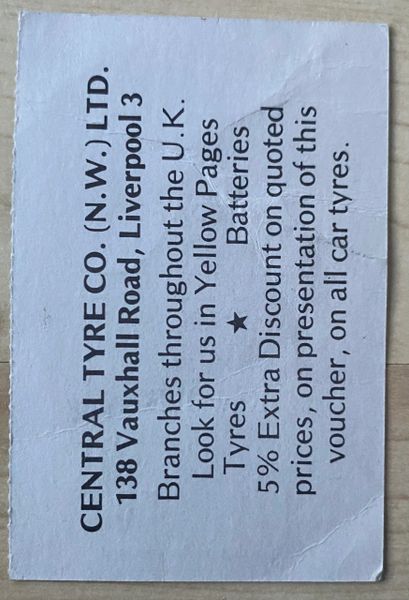 CENTRAL TYRE CO. (N.W.) LTD.
138 Vauxhall Road, Liverpool 3
Branches throughout the U.K.
Look for us in Yellow Pages
Tyres ★ Batteries
5% Extra Discount on quoted
prices, on presentation of this
voucher, on all car tyres.